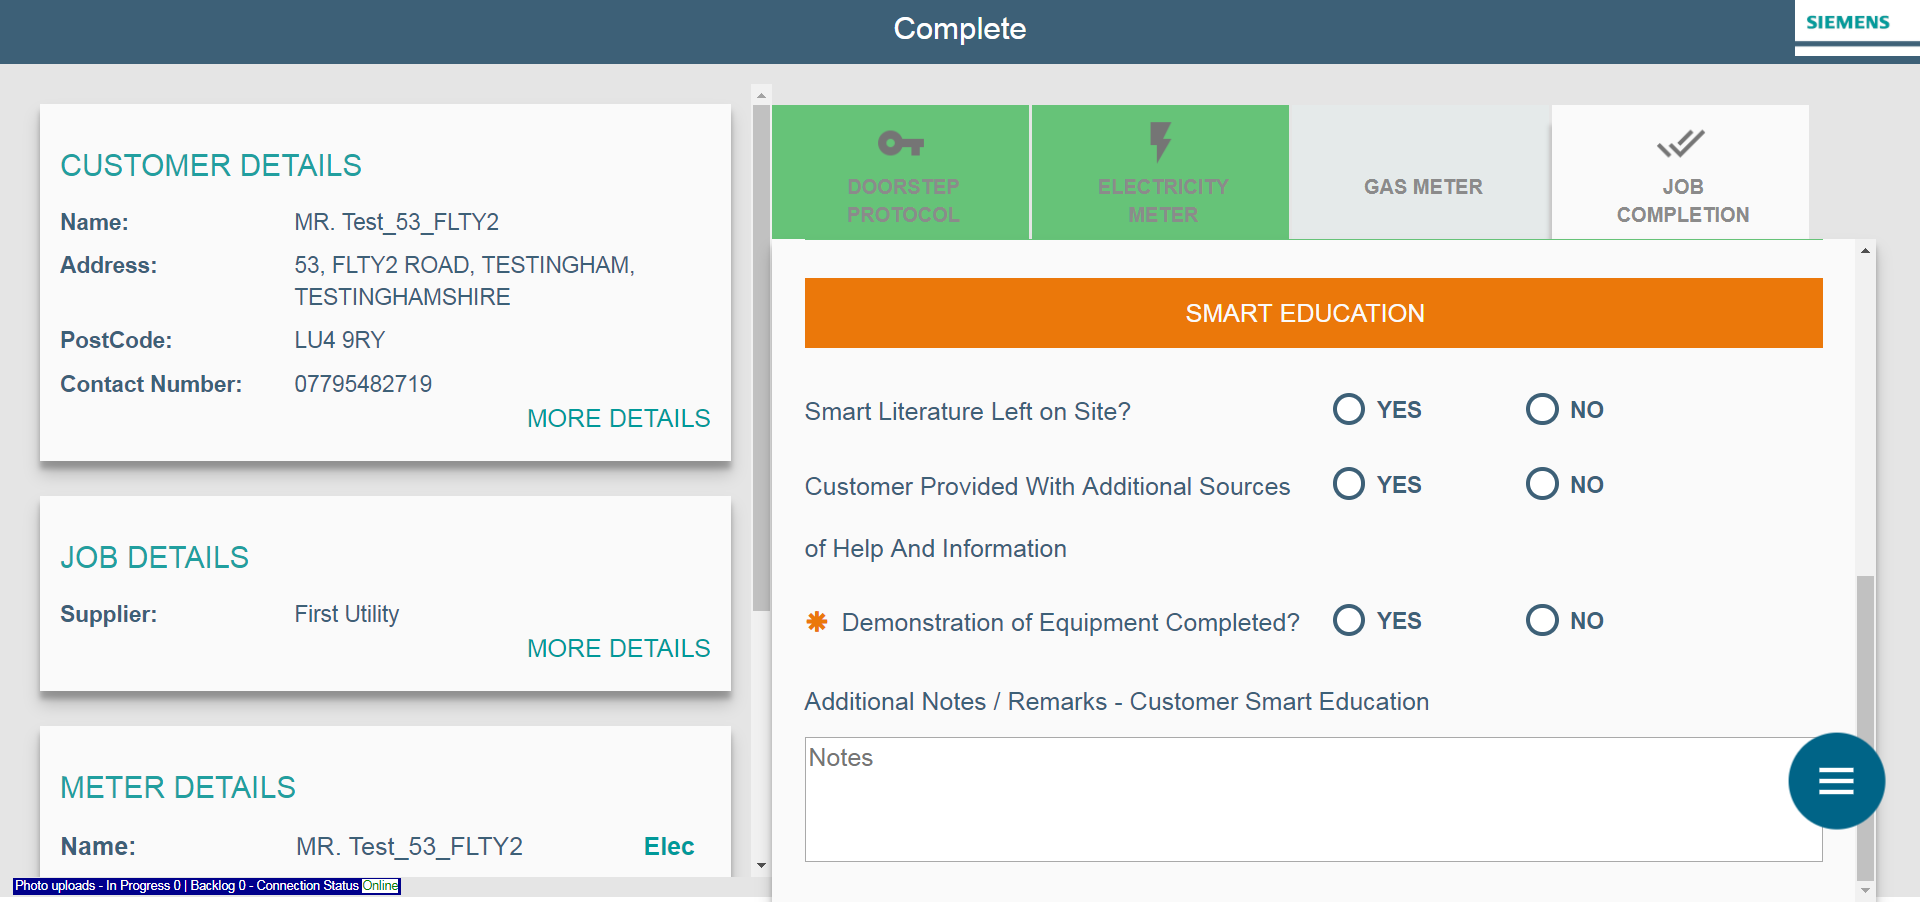 Complete
SIEMENS
CUSTOMER DETAILS
Name: MR. Test_53_FLTY2
Address: 53, FLTY2 ROAD, TESTINGHAM,
TESTINGHAMSHIRE
PostCode: LU4 9RY
Contact Number: 07795482719
MORE DETAILS
JOB DETAILS
Supplier: First Utility
MORE DETAILS
METER DETAILS
Name: MR. Test_53_FLTY2 Elec
Photo uploads - In Progress 0 | Backlog 0 - Connection Status Online
DOORSTEP
PROTOCOL
ELECTRICITY
METER
GAS METER
JOB
COMPLETION
SMART EDUCATION
Smart Literature Left on Site? YES NO
Customer Provided With Additional Sources YES NO
of Help And Information
✱ Demonstration of Equipment Completed? YES NO
Additional Notes / Remarks - Customer Smart Education
Notes